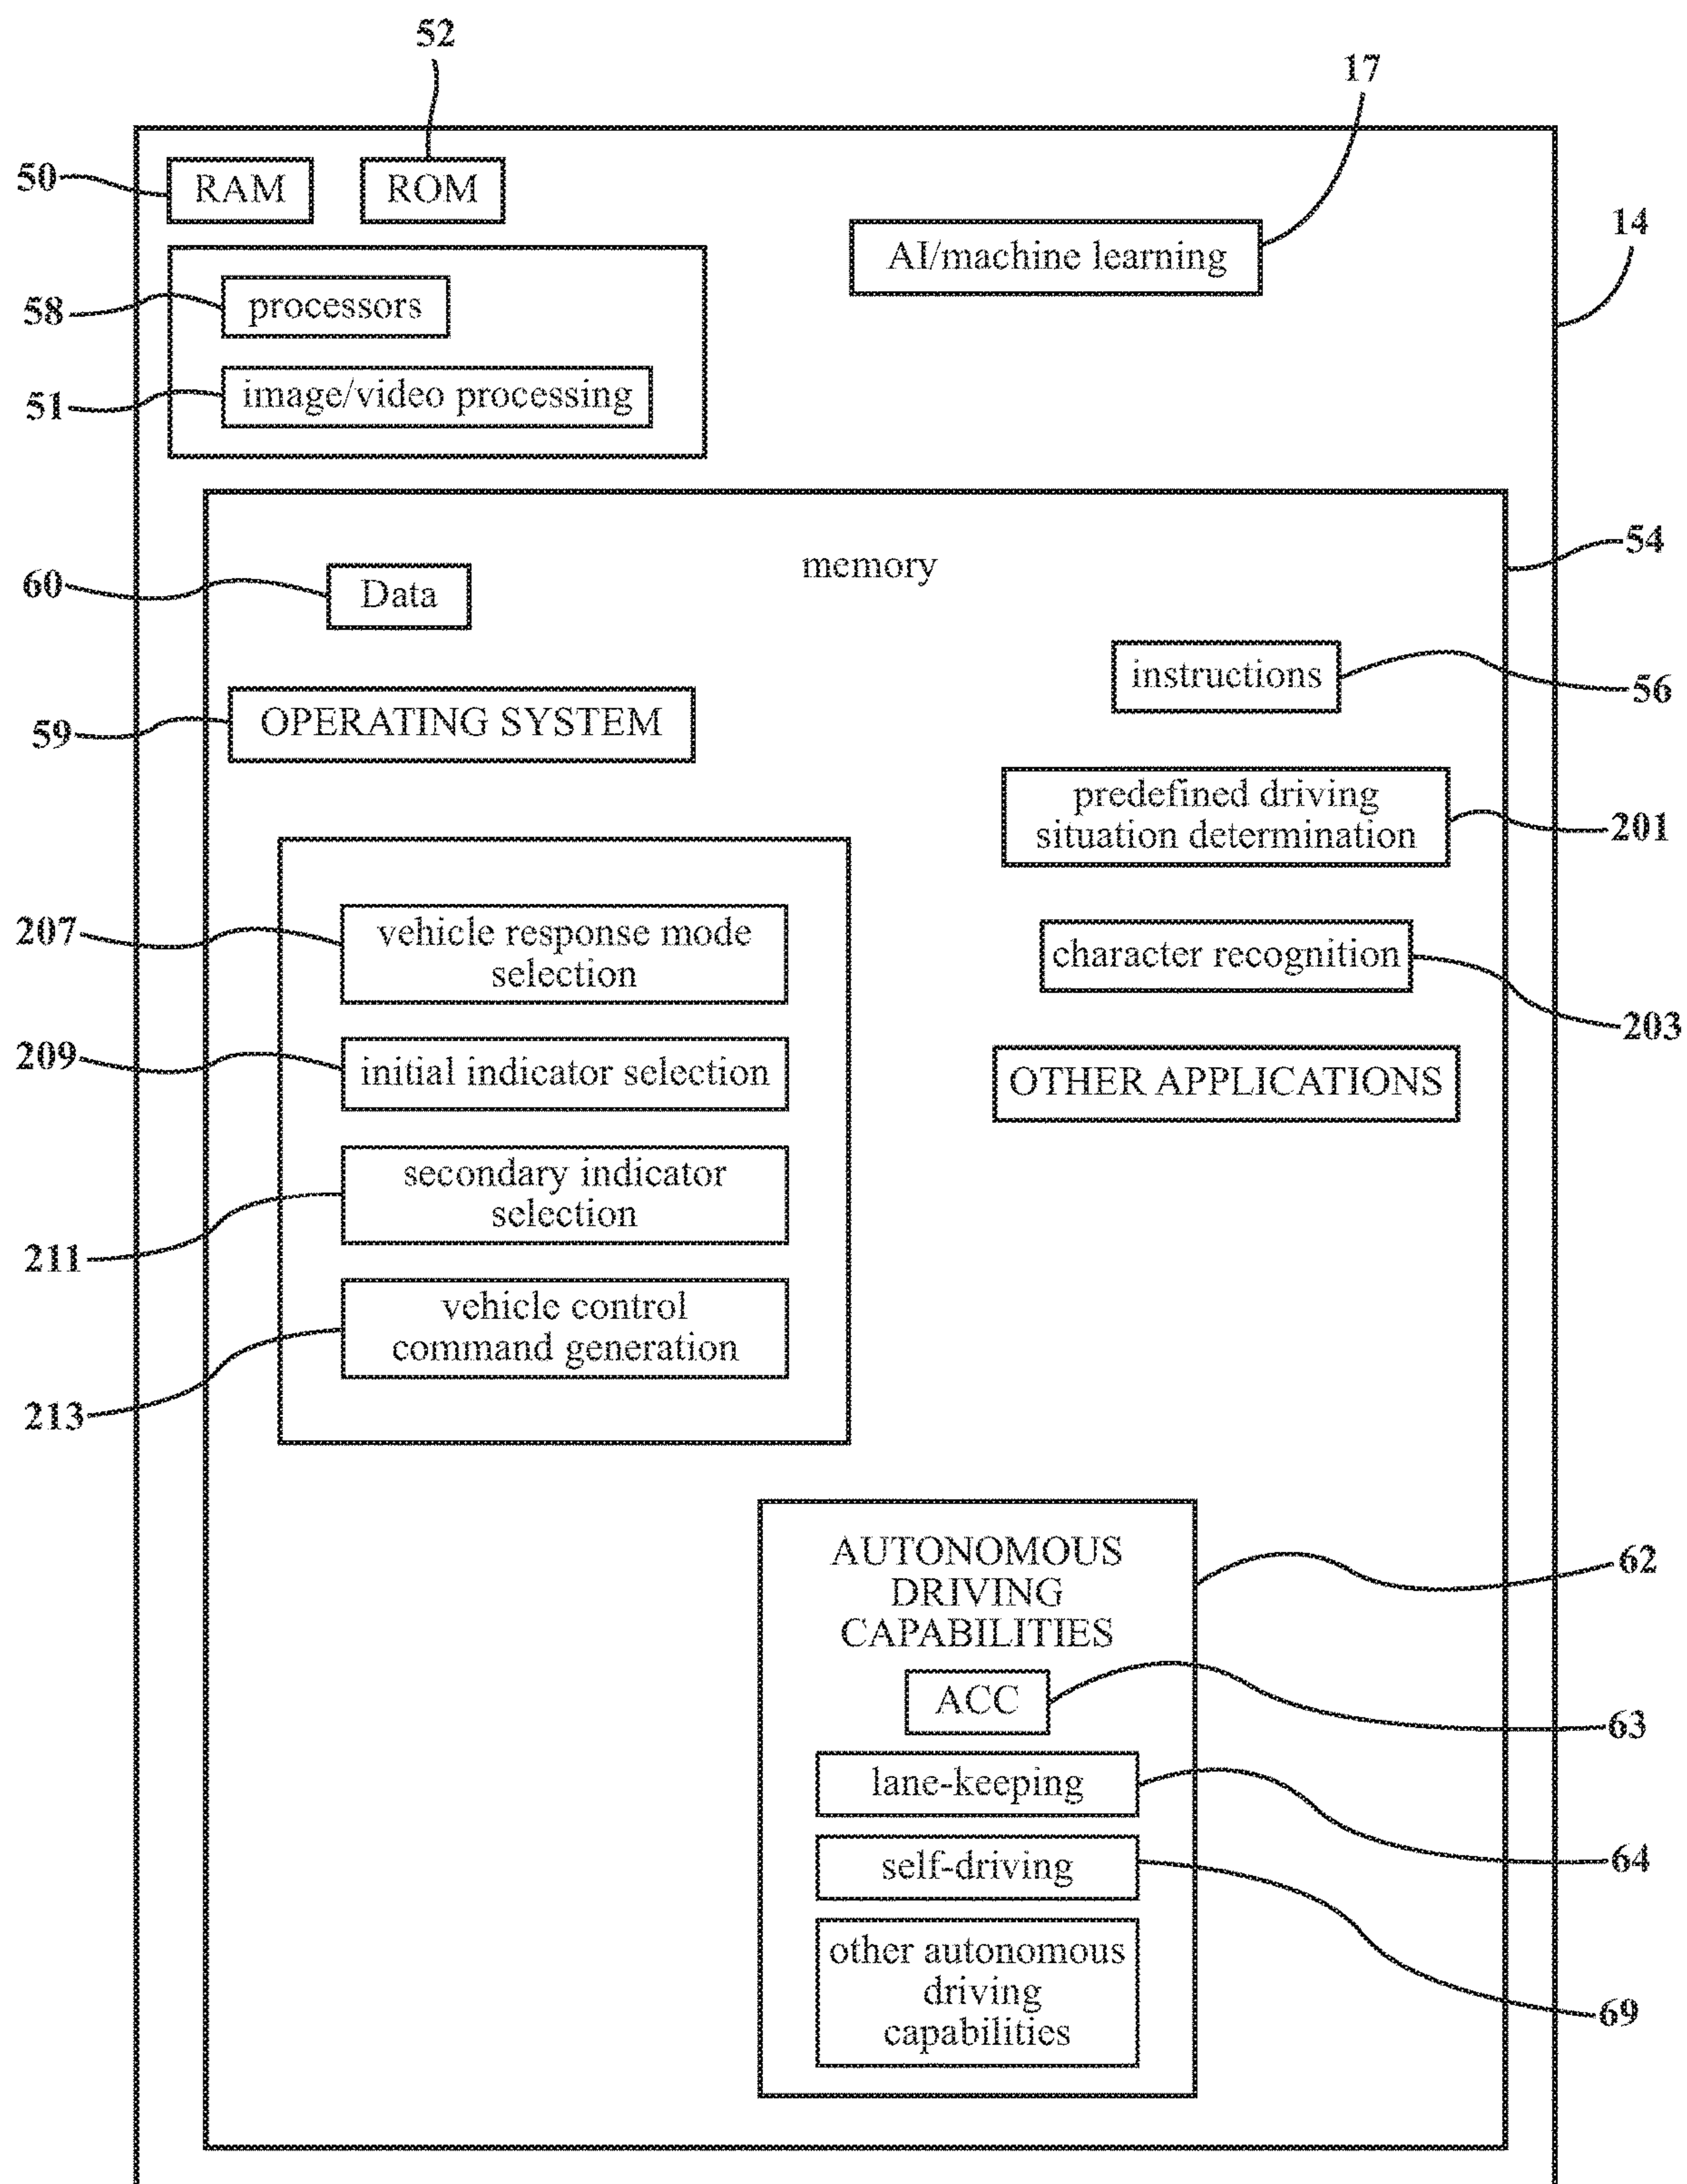 52
17
50
RAM
ROM
14
AI/machine learning
58
processors
51
image/video processing
54
memory
60
Data
instructions
56
59
OPERATING SYSTEM
predefined driving
situation determination
201
207
vehicle response mode
selection
character recognition
203
209
initial indicator selection
OTHER APPLICATIONS
secondary indicator
selection
211
vehicle control
command generation
213
AUTONOMOUS
DRIVING
CAPABILITIES
62
ACC
63
lane-keeping
64
self-driving
69
other autonomous
driving
capabilities